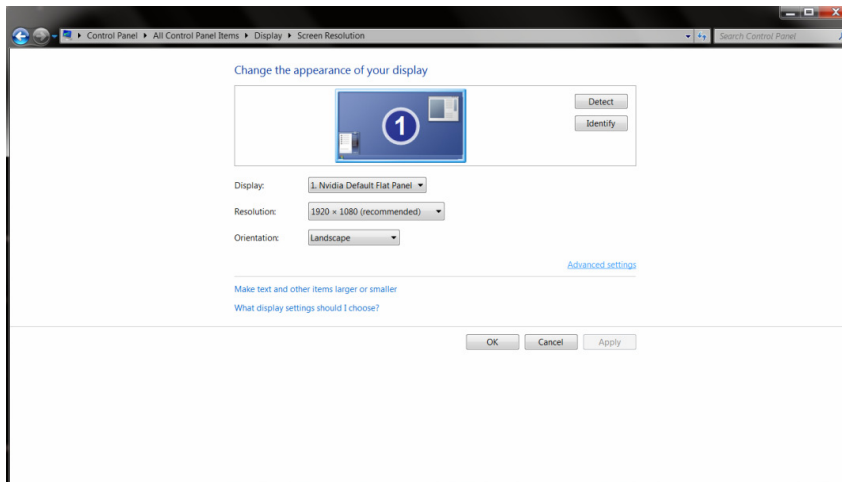 Control Panel ▸ All Control Panel Items ▸ Display ▸ Screen Resolution
Search Control Panel
Change the appearance of your display
1
Detect
Identify
Display: 1. Nvidia Default Flat Panel
Resolution: 1920 × 1080 (recommended)
Orientation: Landscape
Advanced settings
Make text and other items larger or smaller
What display settings should I choose?
OK Cancel Apply